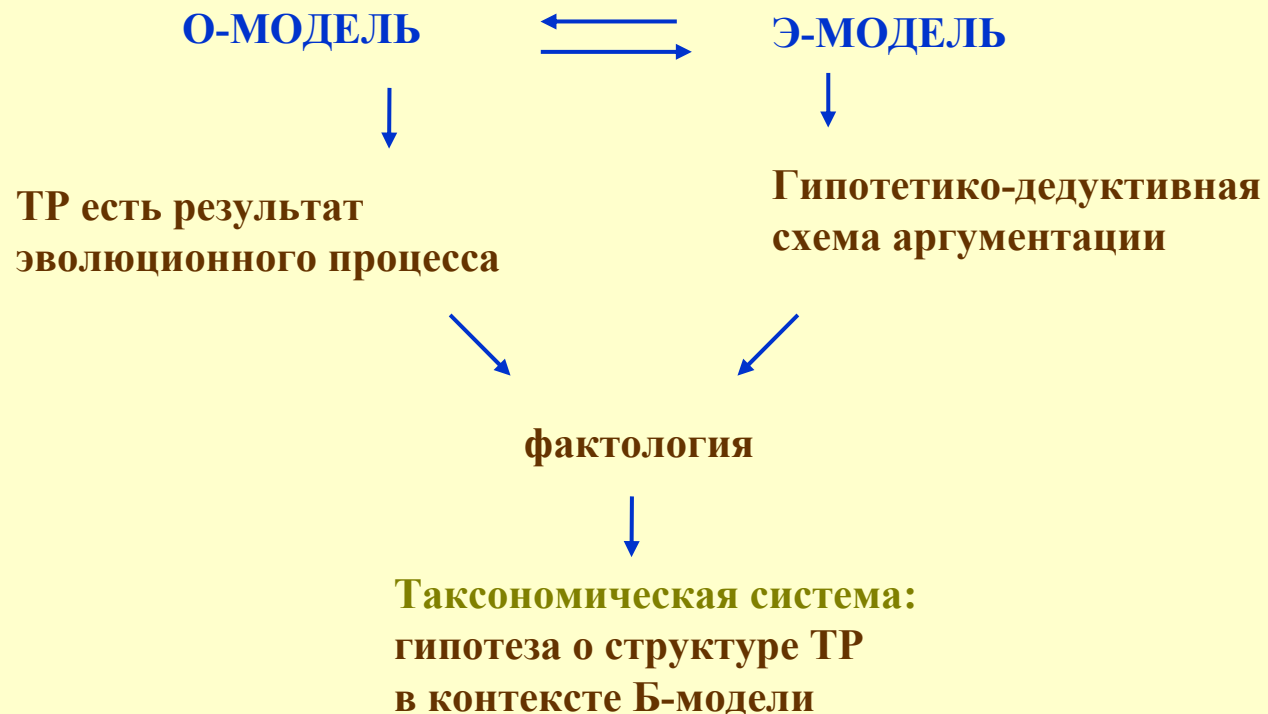 О-МОДЕЛЬ
Э-МОДЕЛЬ
ТР есть результат
эволюционного процесса
Гипотетико-дедуктивная
схема аргументации
фактология
Таксономическая система:
гипотеза о структуре ТР
в контексте Б-модели